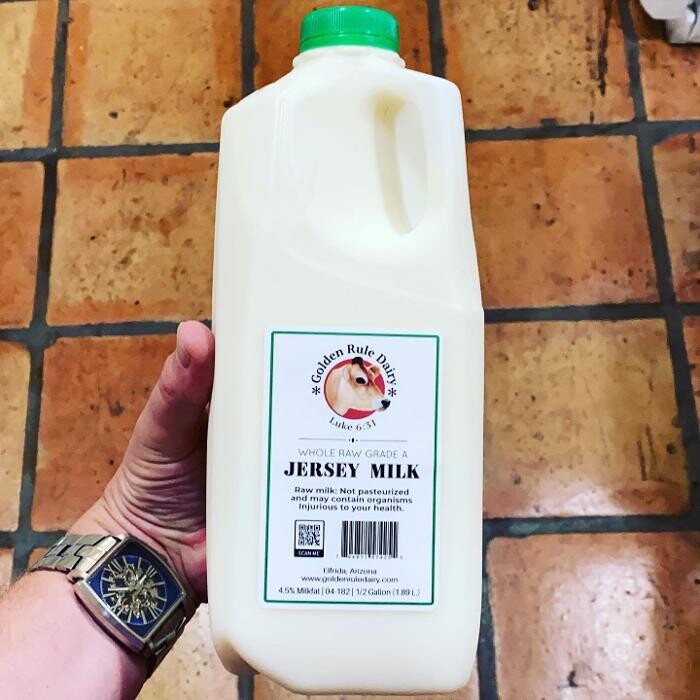 * Golden Rule Dairy *
Luke 6:31
WHOLE RAW GRADE A
JERSEY MILK
Raw milk: Not pasteurized
and may contain organisms
Injurious to your health.
SCAN ME
Elfrida, Arizona
www.goldenruledairy.com
4.5% Milkfat | 04-182 | 1/2 Gallon (1.89 L.)